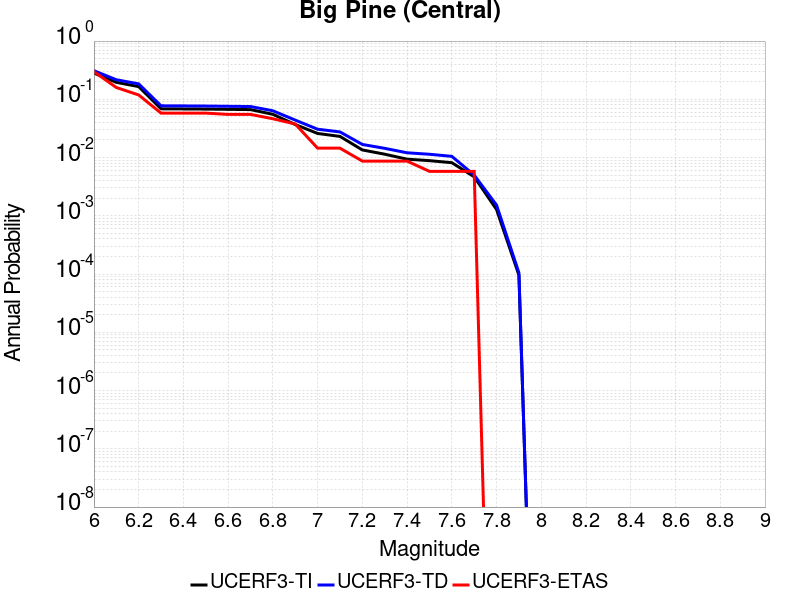 Big Pine (Central)
Annual Probability
10^0
10^-1
10^-2
10^-3
10^-4
10^-5
10^-6
10^-7
10^-8
6 6.2 6.4 6.6 6.8 7 7.2 7.4 7.6 7.8 8 8.2 8.4 8.6 8.8 9
Magnitude
UCERF3-TI UCERF3-TD UCERF3-ETAS